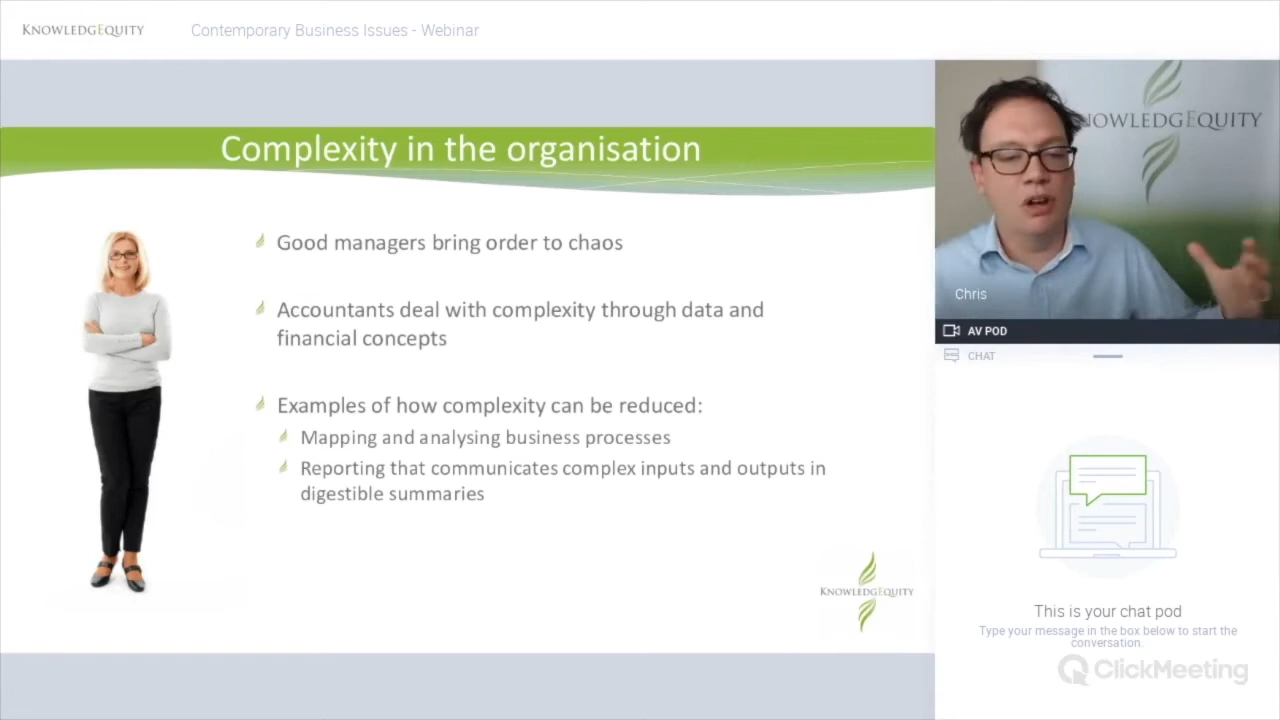 KNOWLEDGEQUITY
Contemporary Business Issues - Webinar
Complexity in the organisation
Good managers bring order to chaos
Accountants deal with complexity through data and
financial concepts
Examples of how complexity can be reduced:
Mapping and analysing business processes
Reporting that communicates complex inputs and outputs in
digestible summaries
KNOWLEDGEQUITY
NOWLEDGEQUITY
Chris
AV POD
CHAT
This is your chat pod
Type your message in the box below to start the
conversation.
ClickMeeting